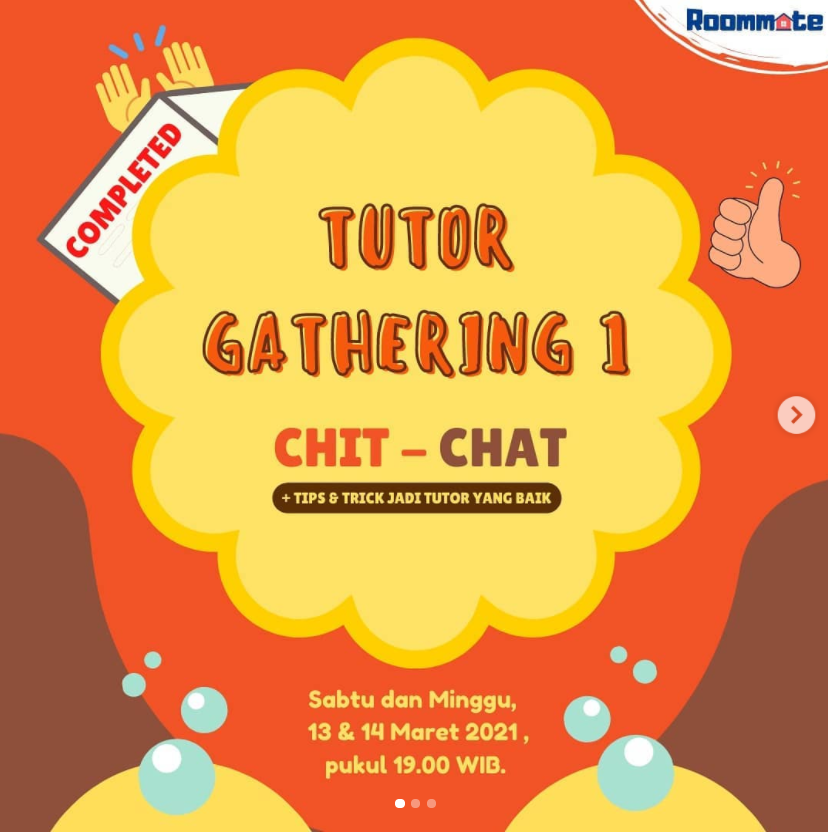 Roommate
COMPLETED
TUTOR
GATHERING 1
CHIT - CHAT
+ TIPS & TRICK JADI TUTOR YANG BAIK
Sabtu dan Minggu,
13 & 14 Maret 2021 ,
pukul 19.00 WIB.